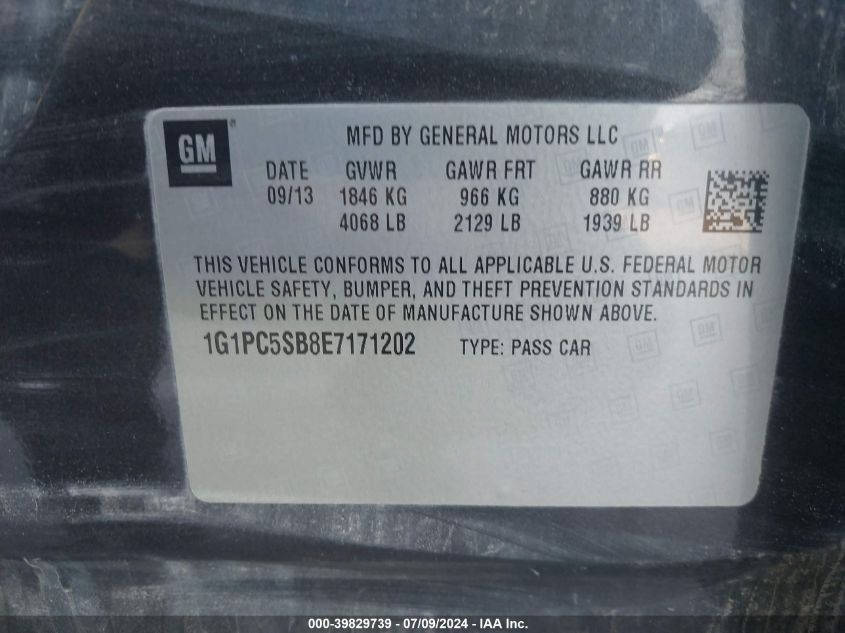 GM
MFD BY GENERAL MOTORS LLC
DATE GVWR GAWR FRT GAWR RR
09/13 1846 KG 966 KG 880 KG
4068 LB 2129 LB 1939 LB
THIS VEHICLE CONFORMS TO ALL APPLICABLE U.S. FEDERAL MOTOR
VEHICLE SAFETY, BUMPER, AND THEFT PREVENTION STANDARDS IN
EFFECT ON THE DATE OF MANUFACTURE SHOWN ABOVE.
1G1PC5SB8E7171202 TYPE: PASS CAR
000-39829739 - 07/09/2024 - IAA, Inc.